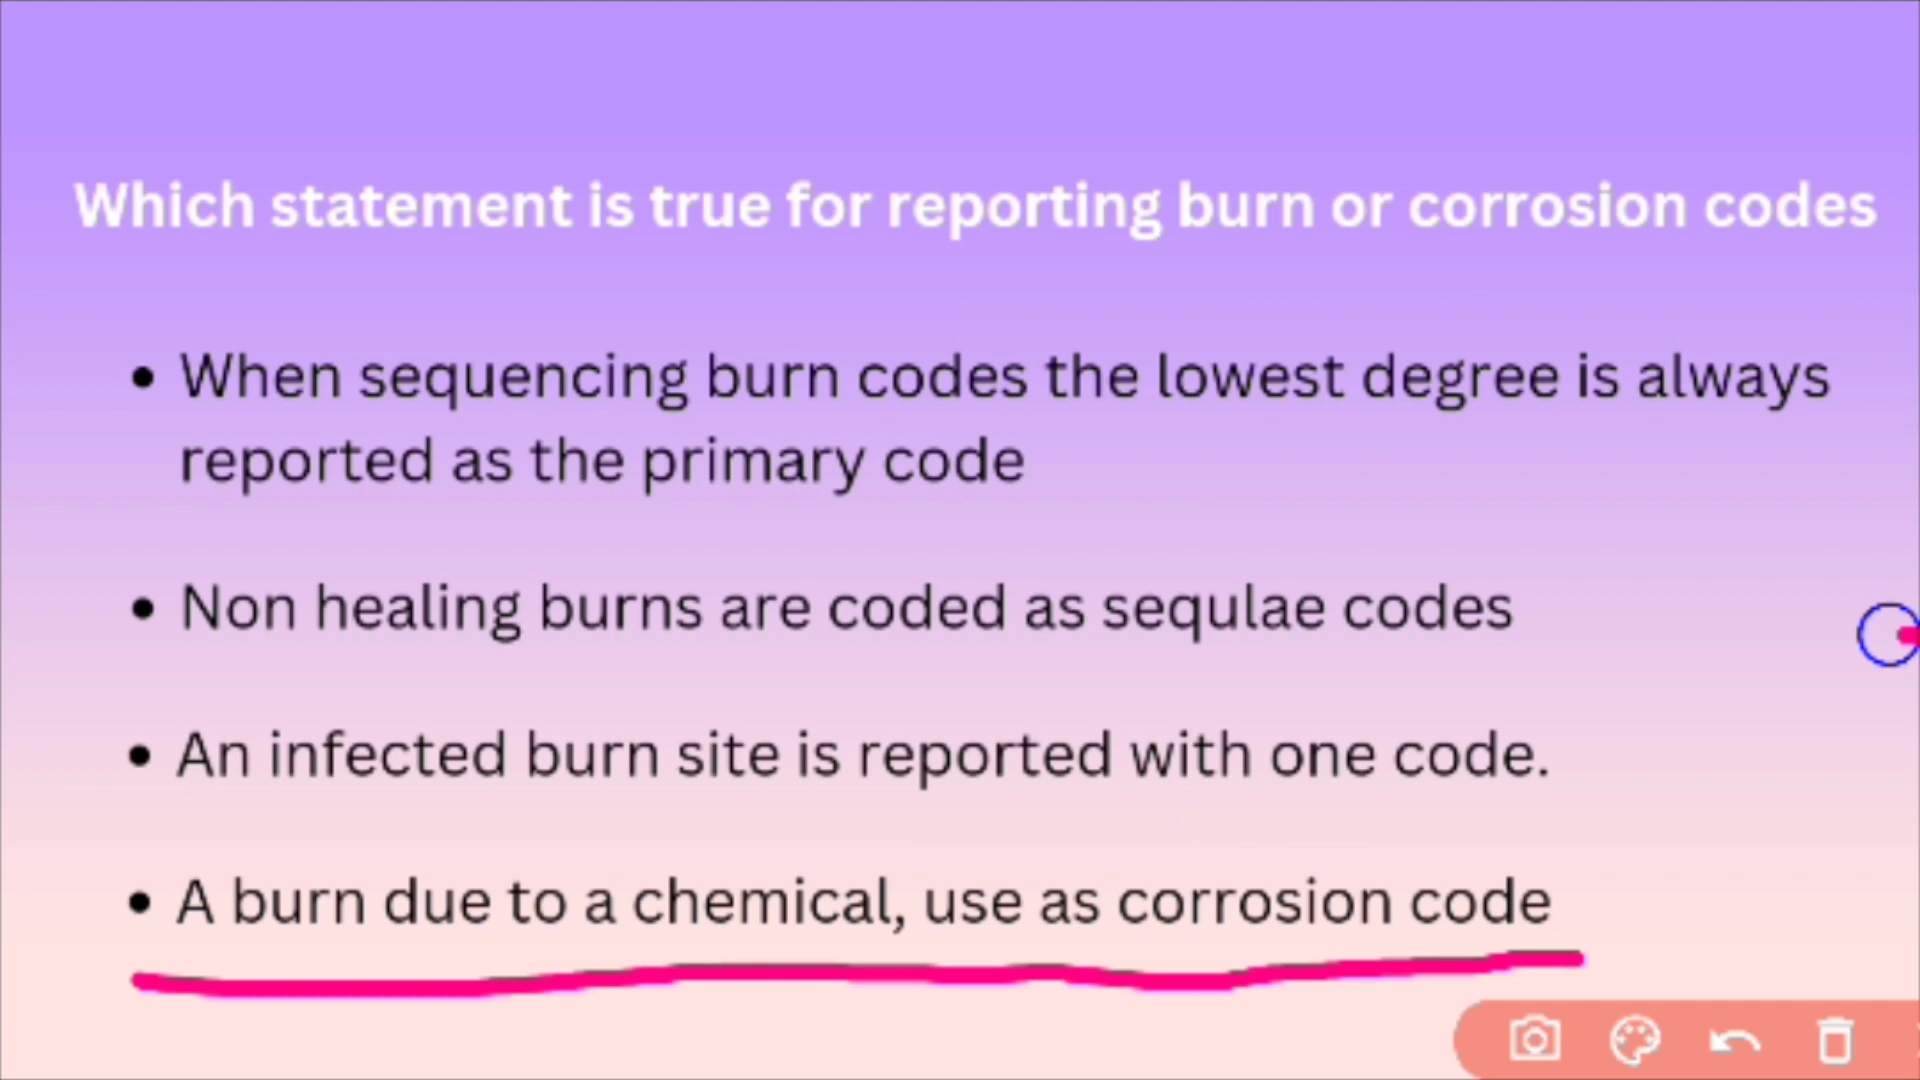 Which statement is true for reporting burn or corrosion codes
• When sequencing burn codes the lowest degree is always
reported as the primary code
• Non healing burns are coded as sequlae codes
• An infected burn site is reported with one code.
• A burn due to a chemical, use as corrosion code